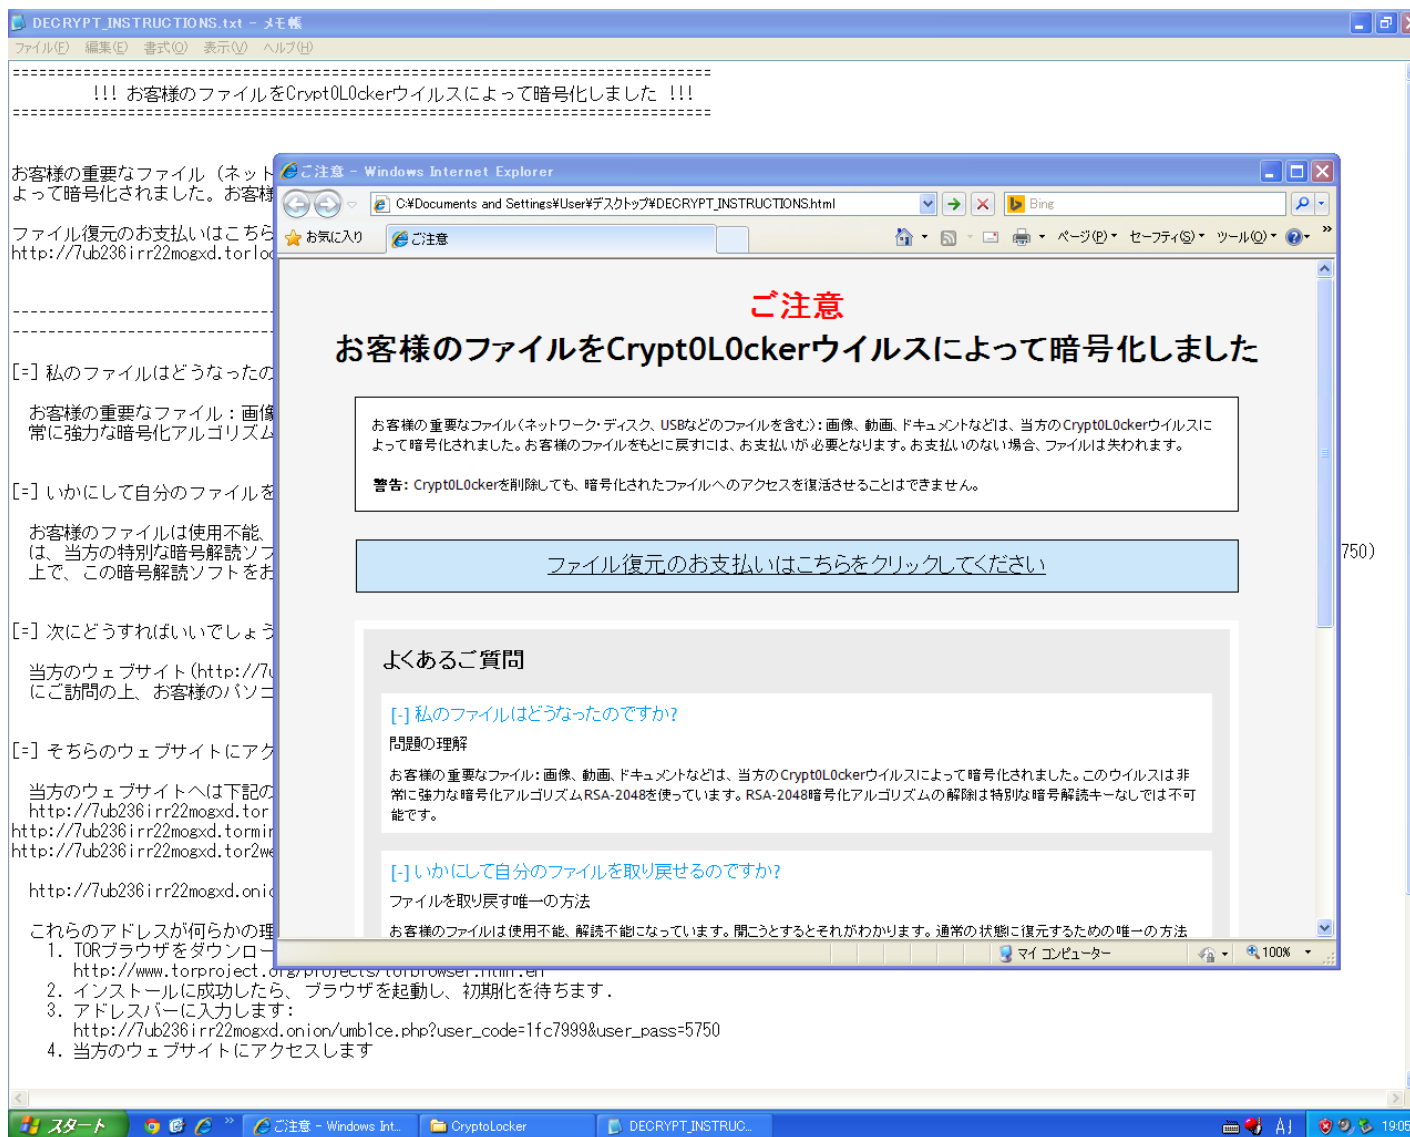 DECRYPT_INSTRUCTIONS.txt - メモ帳
ファイル(F) 編集(E) 書式(O) 表示(V) ヘルプ(H)
=============================================================================
!!! お客様のファイルをCrypt0L0ckerウイルスによって暗号化しました !!!
=============================================================================
お客様の重要なファイル (ネット
よって暗号化されました。お客様
ファイル復元のお支払いはこちら
http://7ub236irr22mogxd.torloc
[=] 私のファイルはどうなったの
お客様の重要なファイル：画像
常に強力な暗号化アルゴリズム
[=] いかにして自分のファイルを
お客様のファイルは使用不能、
は、当方の特別な暗号解読ソフ
750)
上で、この暗号解読ソフトをお
[=] 次にどうすればいいでしょう
当方のウェブサイト(http://7u
にご訪問の上、お客様のパソコ
[=] そちらのウェブサイトにアク
当方のウェブサイトへは下記の
http://7ub236irr22mogxd.tor
http://7ub236irr22mogxd.tormir
http://7ub236irr22mogxd.tor2we
http://7ub236irr22mogxd.onio
これらのアドレスが何らかの理
1. TORブラウザをダウンロー
http://www.torproject.org/projects/torbrowser.html.en
2. インストールに成功したら、ブラウザを起動し、初期化を待ちます.
3. アドレスバーに入力します:
http://7ub236irr22mogxd.onion/umb1ce.php?user_code=1fc7999&user_pass=5750
4. 当方のウェブサイトにアクセスします
ご注意 - Windows Internet Explorer
C:¥Documents and Settings¥User¥デスクトップ¥DECRYPT_INSTRUCTIONS.html
Bing
お気に入り
ご注意
ページ(P) セーフティ(S) ツール(O) »
ご注意
お客様のファイルをCrypt0L0ckerウイルスによって暗号化しました
お客様の重要なファイル(ネットワーク・ディスク、USBなどのファイルを含む): 画像、動画、ドキュメントなどは、当方のCrypt0L0ckerウイルスに
よって暗号化されました。お客様のファイルをもとに戻すには、お支払いが必要となります。お支払いのない場合、ファイルは失われます。
警告: Crypt0L0ckerを削除しても、暗号化されたファイルへのアクセスを復活させることはできません。
ファイル復元のお支払いはこちらをクリックしてください
よくあるご質問
[-] 私のファイルはどうなったのですか?
問題の理解
お客様の重要なファイル: 画像、動画、ドキュメントなどは、当方のCrypt0L0ckerウイルスによって暗号化されました。このウイルスは非
常に強力な暗号化アルゴリズムRSA-2048を使っています。RSA-2048暗号化アルゴリズムの解除は特別な暗号解読キーなしでは不可
能です。
[-] いかにして自分のファイルを取り戻せるのですか?
ファイルを取り戻す唯一の方法
お客様のファイルは使用不能、解読不能になっています。開こうとするとそれがわかります。通常の状態に復元するための唯一の方法
マイ コンピューター
100%
スタート
»
ご注意 - Windows Int...
CryptoLocker
DECRYPT_INSTRUC...
19:05